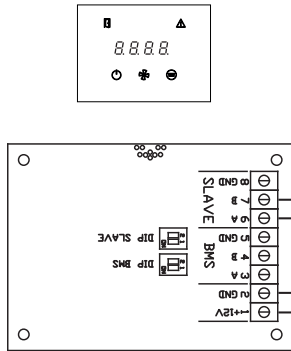 8.8.8.8.
SLAVE
8 GND
7 B
6 A
BMS
5 GND
4 B
3 A
2 GND
1 +12V
DIP SLAVE
DIP BMS